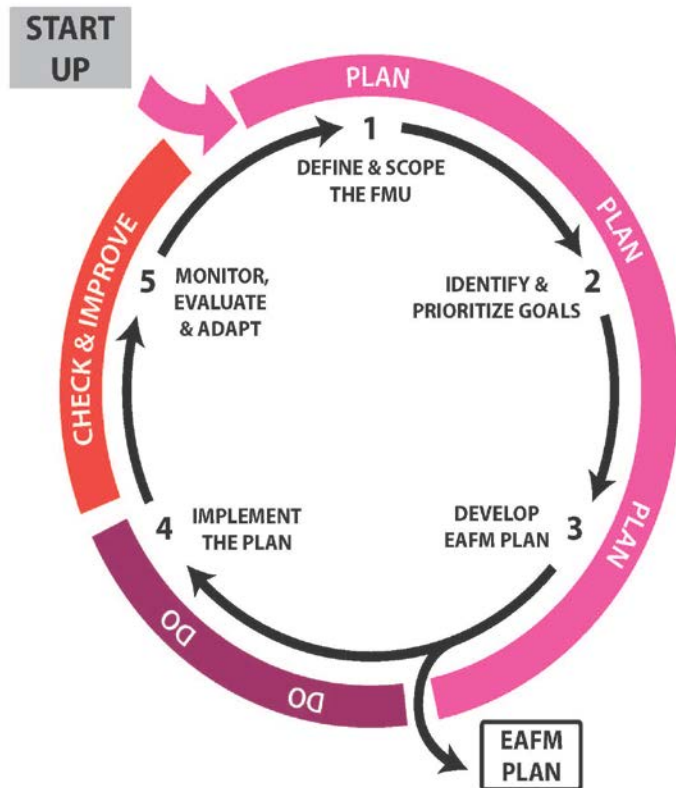 START
UP
PLAN
1
DEFINE & SCOPE
THE FMU
PLAN
2
IDENTIFY &
PRIORITIZE GOALS
PLAN
3
DEVELOP
EAFM PLAN
EAFM
PLAN
DO
DO
4
IMPLEMENT
THE PLAN
CHECK & IMPROVE
5
MONITOR,
EVALUATE
& ADAPT